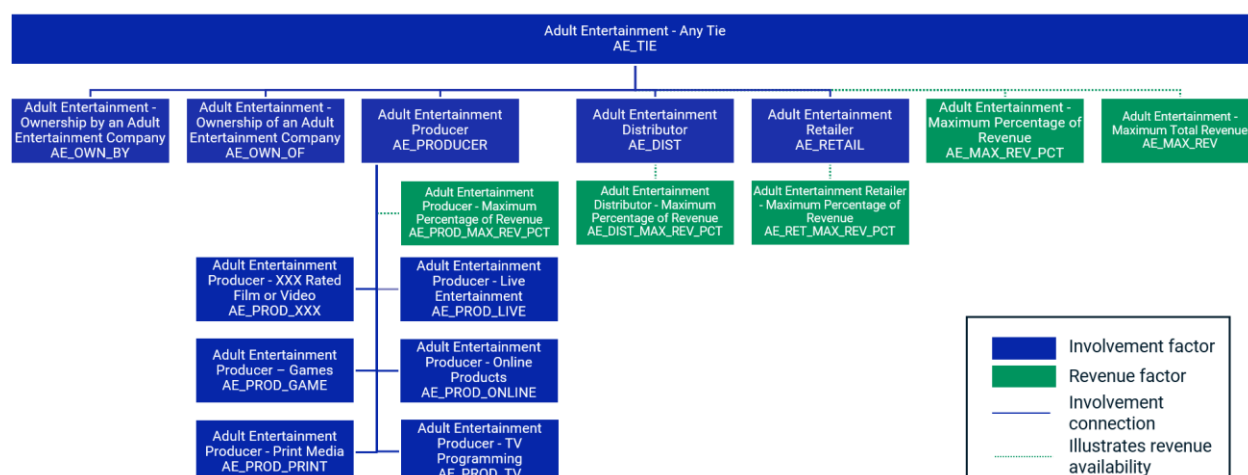 Adult Entertainment - Any Tie
AE_TIE
Adult Entertainment -
Ownership by an Adult
Entertainment Company
AE_OWN_BY
Adult Entertainment -
Ownership of an Adult
Entertainment Company
AE_OWN_OF
Adult Entertainment
Producer
AE_PRODUCER
Adult Entertainment
Distributor
AE_DIST
Adult Entertainment
Retailer
AE_RETAIL
Adult Entertainment -
Maximum Percentage of
Revenue
AE_MAX_REV_PCT
Adult Entertainment -
Maximum Total Revenue
AE_MAX_REV
Adult Entertainment
Producer - Maximum
Percentage of Revenue
AE_PROD_MAX_REV_PCT
Adult Entertainment
Distributor - Maximum
Percentage of Revenue
AE_DIST_MAX_REV_PCT
Adult Entertainment Retailer
- Maximum Percentage of
Revenue
AE_RET_MAX_REV_PCT
Adult Entertainment
Producer - XXX Rated
Film or Video
AE_PROD_XXX
Adult Entertainment
Producer - Live
Entertainment
AE_PROD_LIVE
Adult Entertainment
Producer – Games
AE_PROD_GAME
Adult Entertainment
Producer - Online
Products
AE_PROD_ONLINE
Adult Entertainment
Producer - Print Media
AE_PROD_PRINT
Adult Entertainment
Producer - TV
Programming
AE_PROD_TV
Involvement factor
Revenue factor
Involvement
connection
Illustrates revenue
availability